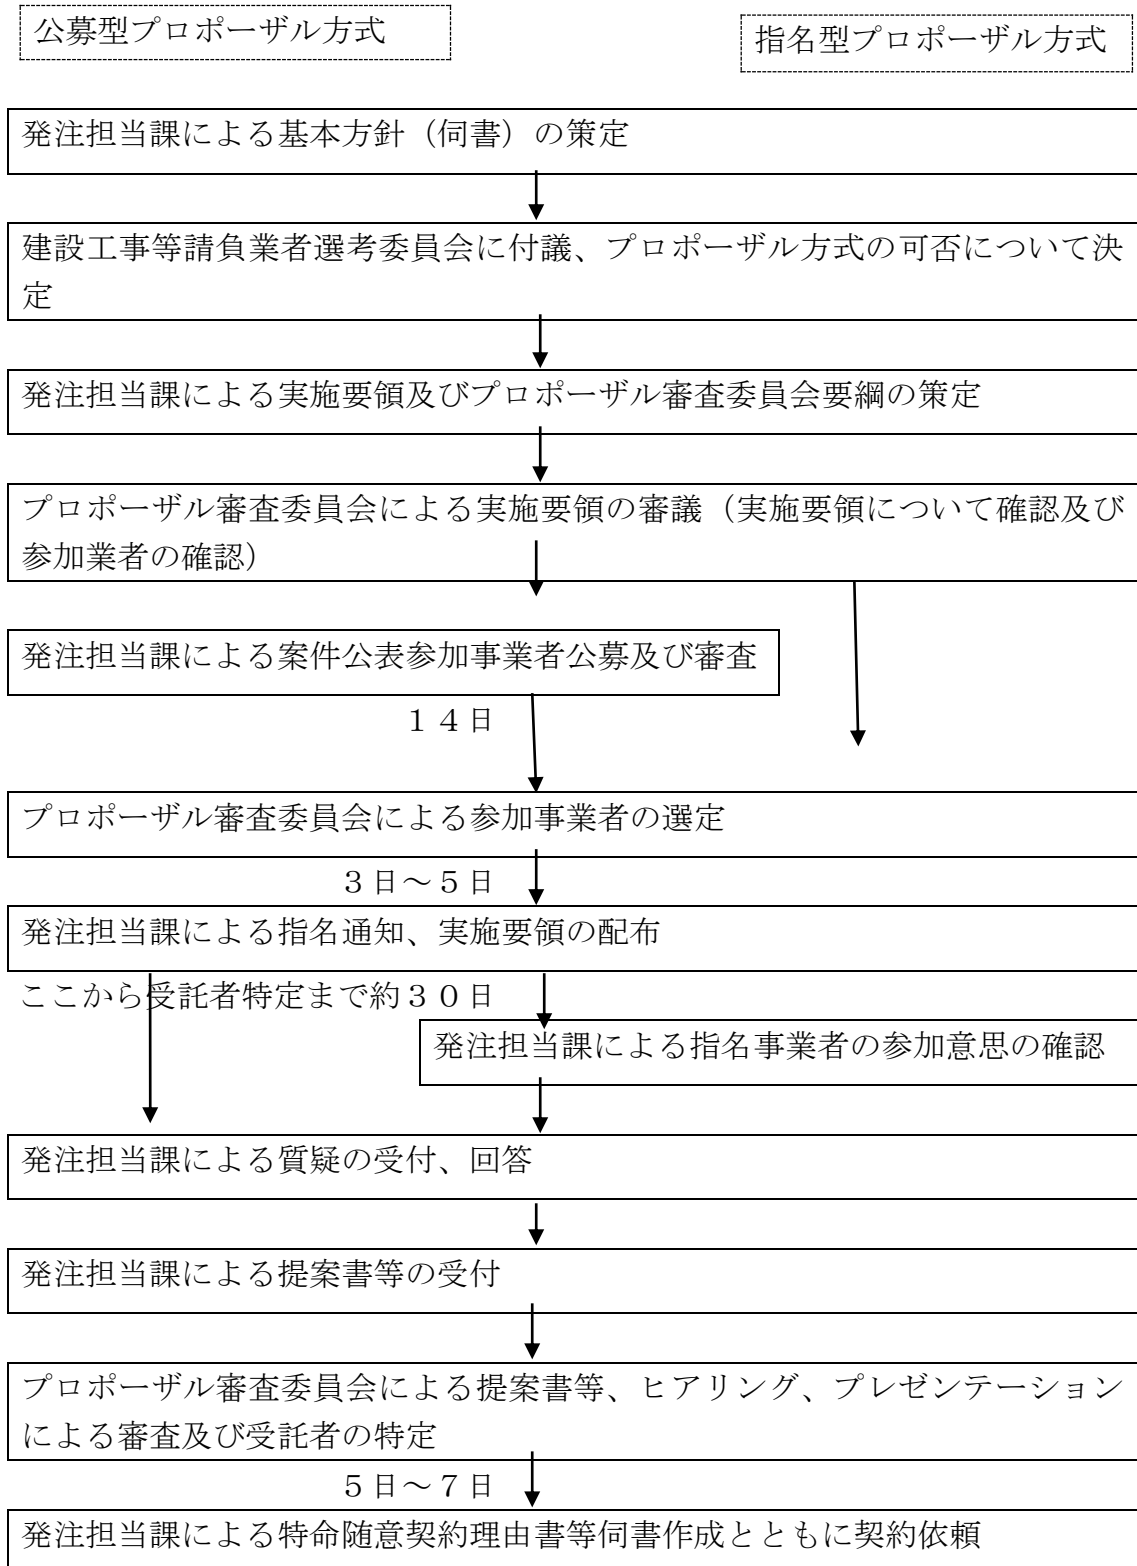 公募型プロポーザル方式
指名型プロポーザル方式
発注担当課による基本方針（伺書）の策定
建設工事等請負業者選考委員会に付議、プロポーザル方式の可否について決
定
発注担当課による実施要領及びプロポーザル審査委員会要綱の策定
プロポーザル審査委員会による実施要領の審議（実施要領について確認及び
参加業者の確認）
発注担当課による案件公表参加事業者公募及び審査
１４日
プロポーザル審査委員会による参加事業者の選定
３日～５日
発注担当課による指名通知、実施要領の配布
ここから受託者特定まで約３０日
発注担当課による指名事業者の参加意思の確認
発注担当課による質疑の受付、回答
発注担当課による提案書等の受付
プロポーザル審査委員会による提案書等、ヒアリング、プレゼンテーション
による審査及び受託者の特定
５日～７日
発注担当課による特命随意契約理由書等伺書作成とともに契約依頼